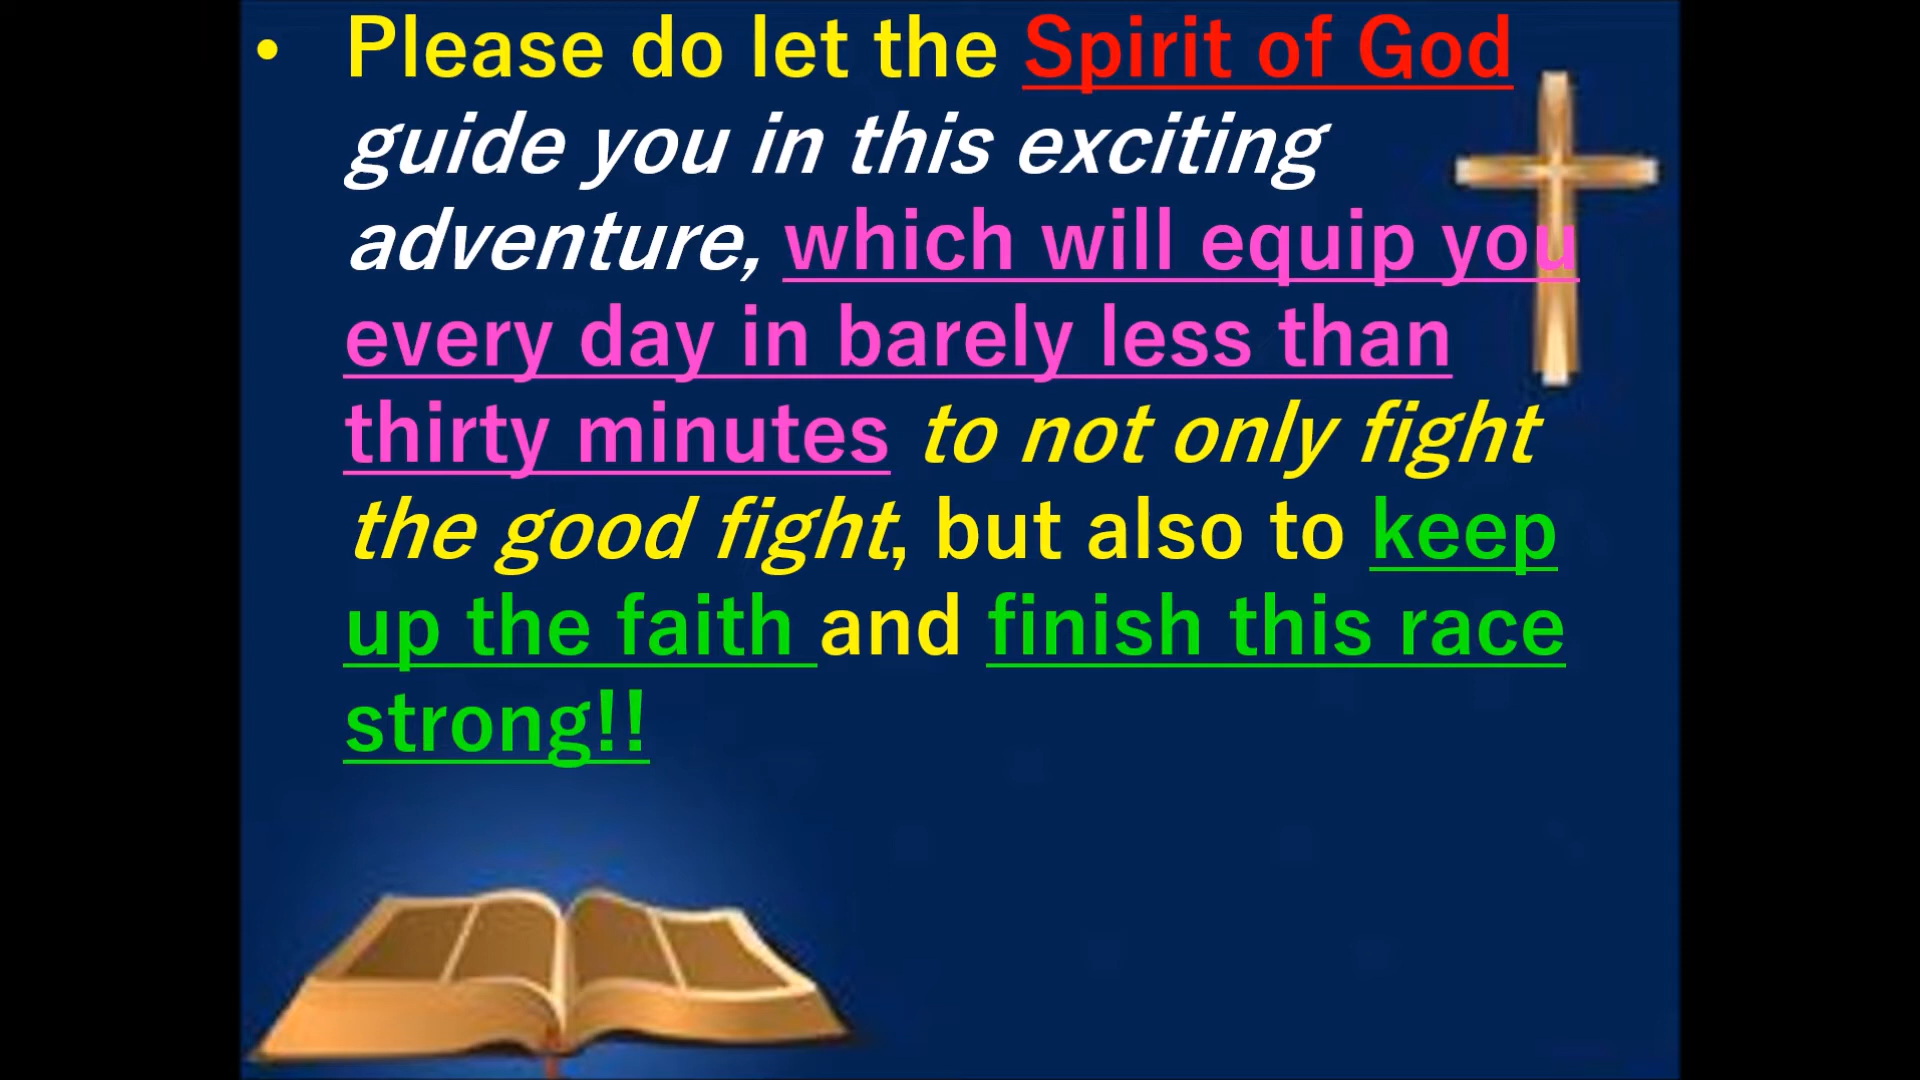 • Please do let the Spirit of God
guide you in this exciting
adventure, which will equip you
every day in barely less than
thirty minutes to not only fight
the good fight, but also to keep
up the faith and finish this race
strong!!